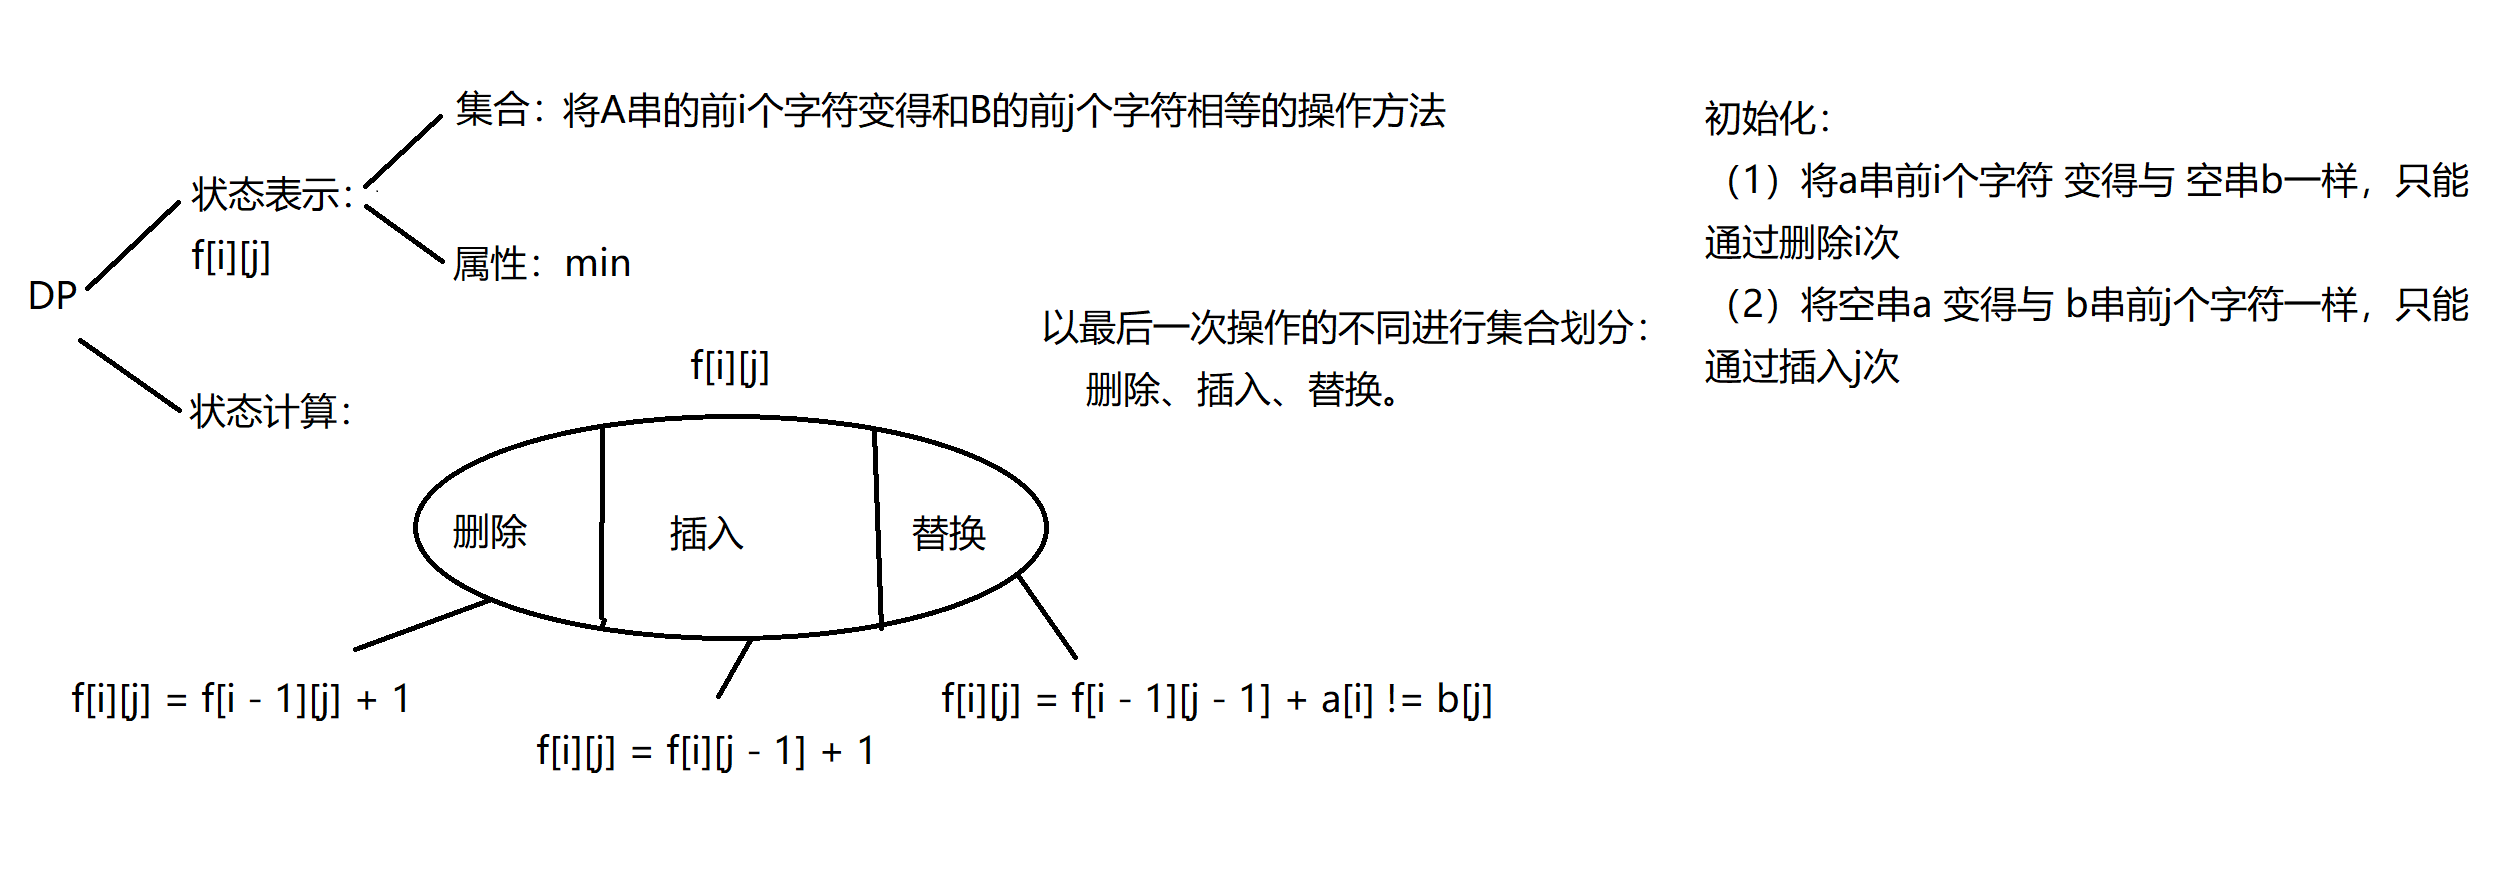 集合：将A串的前i个字符变得和B的前j个字符相等的操作方法
状态表示：
f[i][j]
属性：min
DP
状态计算：
f[i][j]
以最后一次操作的不同进行集合划分：
删除、插入、替换。
删除
插入
替换
f[i][j] = f[i - 1][j] + 1
f[i][j] = f[i][j - 1] + 1
f[i][j] = f[i - 1][j - 1] + a[i] != b[j]
初始化：
（1）将a串前i个字符 变得与 空串b一样，只能
通过删除i次
（2）将空串a 变得与 b串前j个字符一样，只能
通过插入j次